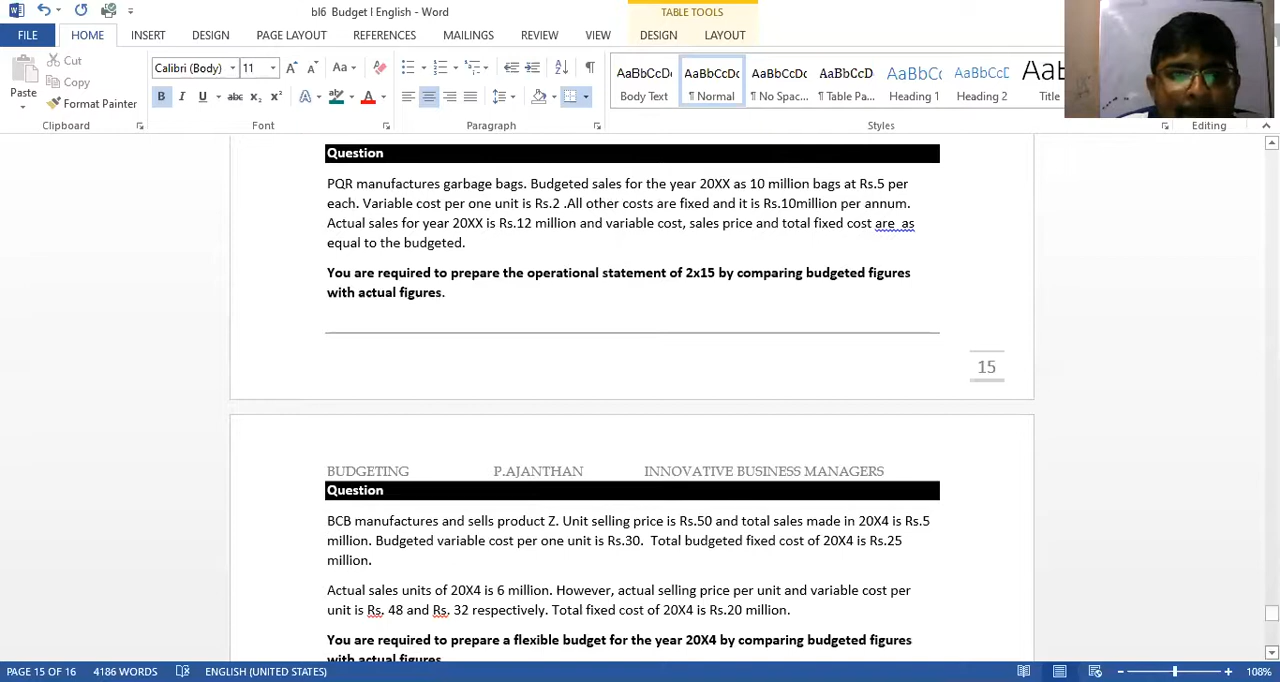 bl6 Budget l English - Word
TABLE TOOLS
FILE HOME INSERT DESIGN PAGE LAYOUT REFERENCES MAILINGS REVIEW VIEW DESIGN LAYOUT
Cut
Copy
Format Painter
Paste
Calibri (Body) 11
AaBbCcDc AaBbCcDc AaBbCcD AaBbCcD AaBbC AaBbCcD AaB
Body Text ¶ Normal ¶ No Spac... ¶ Table Pa... Heading 1 Heading 2 Title
Clipboard Font Paragraph Styles Editing
Question
PQR manufactures garbage bags. Budgeted sales for the year 20XX as 10 million bags at Rs.5 per
each. Variable cost per one unit is Rs.2 .All other costs are fixed and it is Rs.10million per annum.
Actual sales for year 20XX is Rs.12 million and variable cost, sales price and total fixed cost are as
equal to the budgeted.
You are required to prepare the operational statement of 2x15 by comparing budgeted figures
with actual figures.
15
BUDGETING P.AJANTHAN INNOVATIVE BUSINESS MANAGERS
Question
BCB manufactures and sells product Z. Unit selling price is Rs.50 and total sales made in 20X4 is Rs.5
million. Budgeted variable cost per one unit is Rs.30. Total budgeted fixed cost of 20X4 is Rs.25
million.
Actual sales units of 20X4 is 6 million. However, actual selling price per unit and variable cost per
unit is Rs. 48 and Rs. 32 respectively. Total fixed cost of 20X4 is Rs.20 million.
You are required to prepare a flexible budget for the year 20X4 by comparing budgeted figures
with actual figures
PAGE 15 OF 16 4186 WORDS ENGLISH (UNITED STATES) 108%